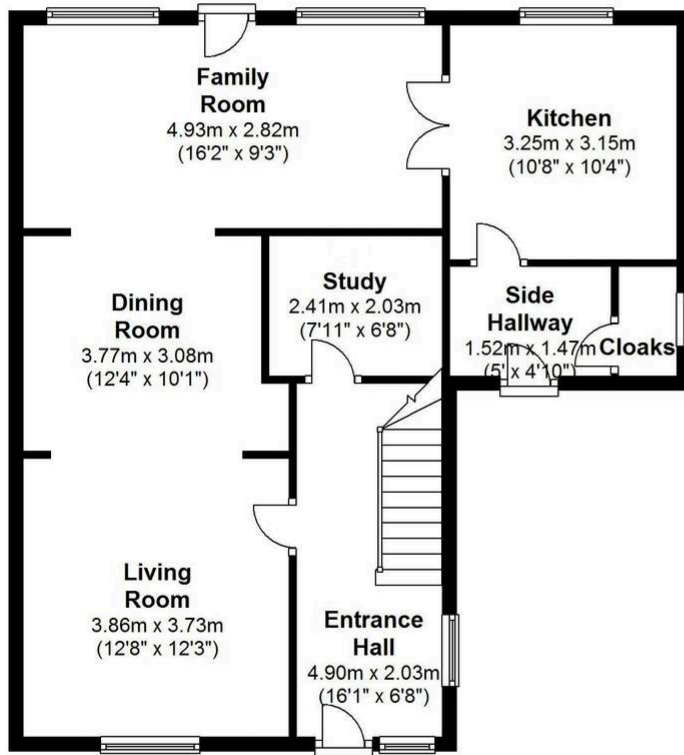 Family
Room
4.93m x 2.82m
(16'2" x 9'3")
Kitchen
3.25m x 3.15m
(10'8" x 10'4")
Study
2.41m x 2.03m
(7'11" x 6'8")
Dining
Room
3.77m x 3.08m
(12'4" x 10'1")
Side
Hallway
1.52m x 1.47m
(5' x 4'10")
Cloaks
Living
Room
3.86m x 3.73m
(12'8" x 12'3")
Entrance
Hall
4.90m x 2.03m
(16'1" x 6'8")